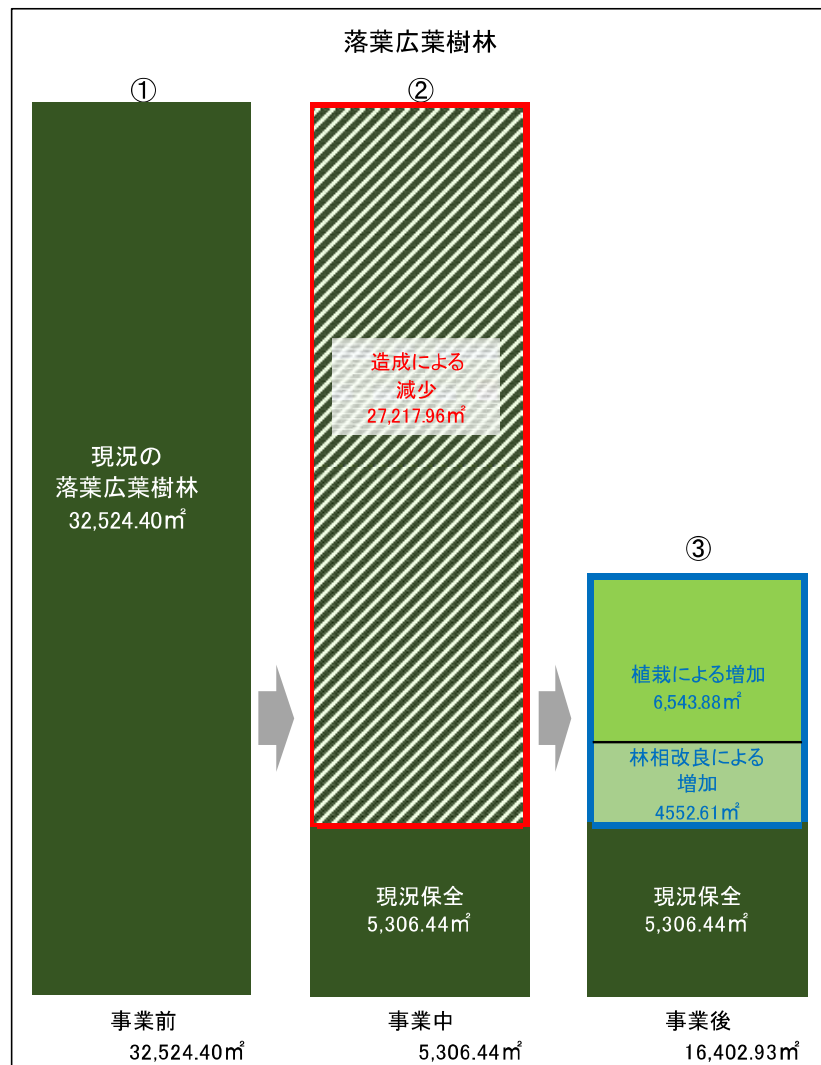 落葉広葉樹林
①
現況の
落葉広葉樹林
32,524.40㎡
事業前
32,524.40㎡
②
造成による
減少
27,217.96㎡
現況保全
5,306.44㎡
事業中
5,306.44㎡
③
植栽による増加
6,543.88㎡
林相改良による
増加
4552.61㎡
現況保全
5,306.44㎡
事業後
16,402.93㎡